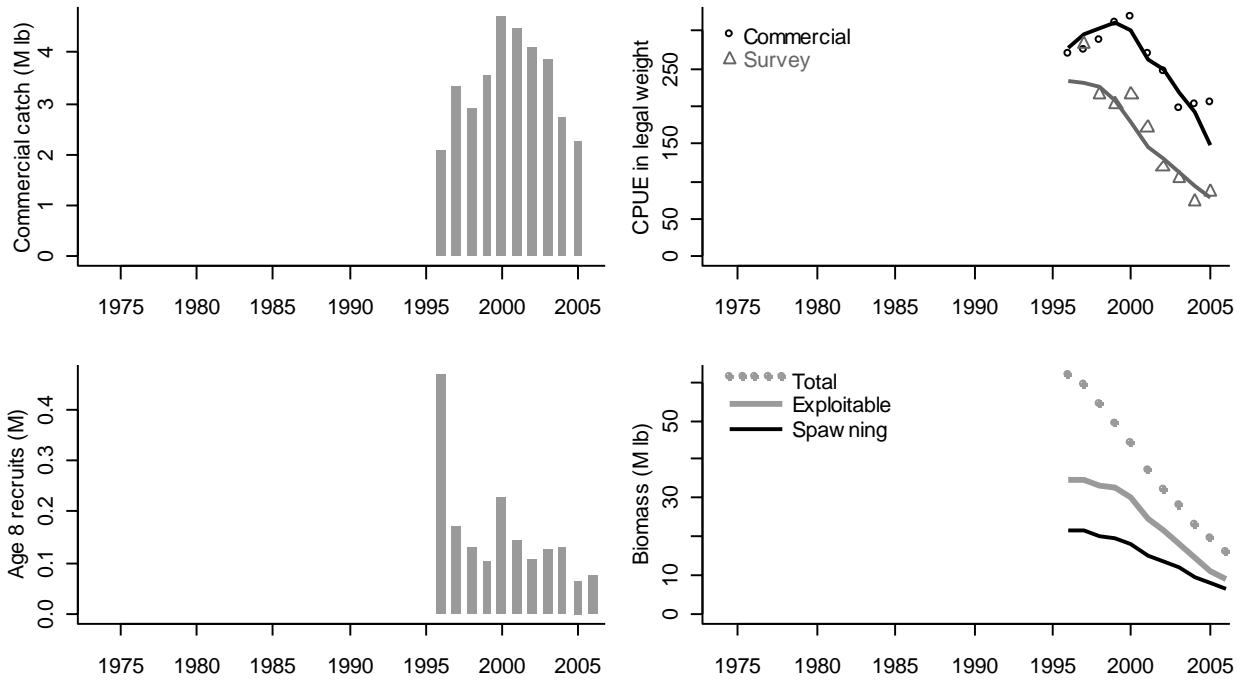 Commercial catch (M lb)
4
3
2
1
0
1975 1980 1985 1990 1995 2000 2005
CPUE in legal weight
250
150
50
0
Commercial
Survey
1975 1980 1985 1990 1995 2000 2005
Age 8 recruits (M)
0.4
0.3
0.2
0.1
0.0
1975 1980 1985 1990 1995 2000 2005
Biomass (M lb)
50
30
10
0
Total
Exploitable
Spawning
1975 1980 1985 1990 1995 2000 2005